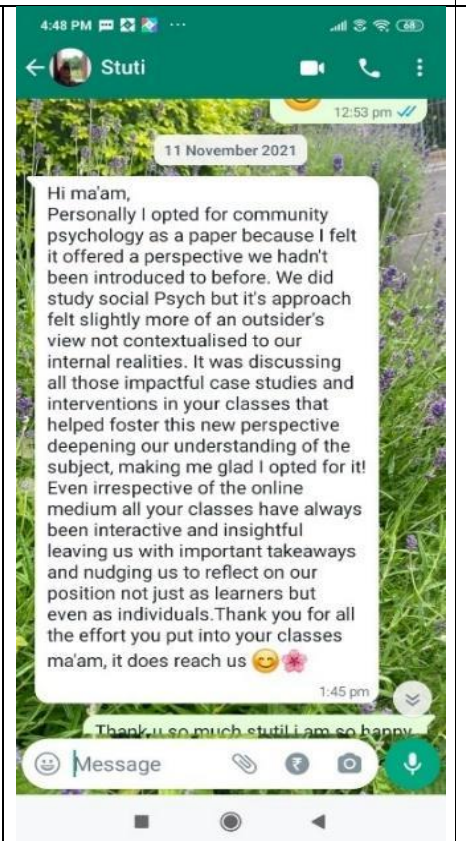 4:48 PM
68
Stuti
12:53 pm
11 November 2021
Hi ma'am,
Personally I opted for community
psychology as a paper because I felt
it offered a perspective we hadn't
been introduced to before. We did
study social Psych but it's approach
felt slightly more of an outsider's
view not contextualised to our
internal realities. It was discussing
all those impactful case studies and
interventions in your classes that
helped foster this new perspective
deepening our understanding of the
subject, making me glad I opted for it!
Even irrespective of the online
medium all your classes have always
been interactive and insightful
leaving us with important takeaways
and nudging us to reflect on our
position not just as learners but
even as individuals.Thank you for all
the effort you put into your classes
ma'am, it does reach us 😊🌸
1:45 pm
Thank u so much stuti i am so happy
Message
₹